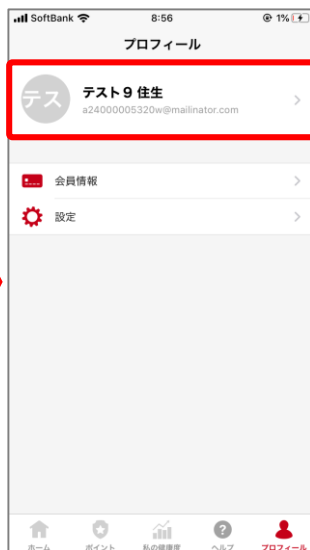 SoftBank 8:56 1%
プロフィール
テス
テスト9 住生
a24000005320w@mailinator.com
会員情報
設定
ホーム ポイント 私の健康度 ヘルプ プロフィール